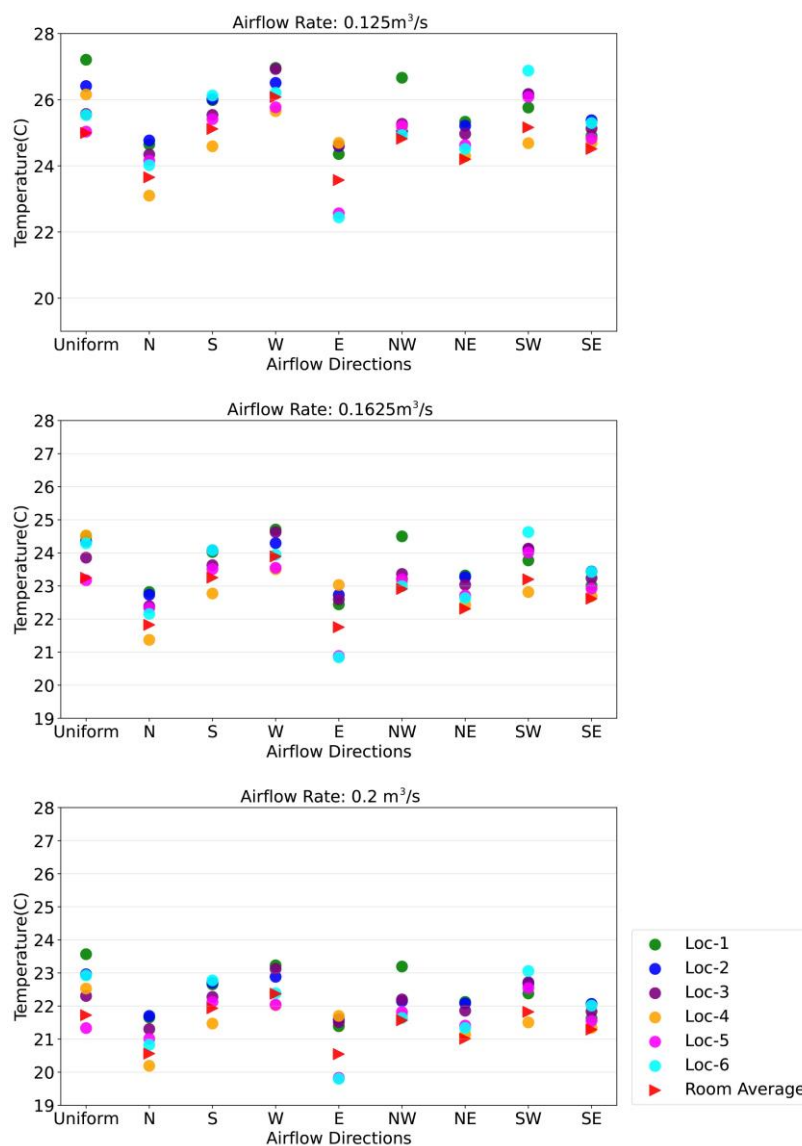 Airflow Rate: 0.125m³/s
Temperature(C)
28
26
24
22
20
Uniform N S W E NW NE SW SE
Airflow Directions
Airflow Rate: 0.1625m³/s
Temperature(C)
28
27
26
25
24
23
22
21
20
19
Uniform N S W E NW NE SW SE
Airflow Directions
Airflow Rate: 0.2 m³/s
Temperature(C)
28
27
26
25
24
23
22
21
20
19
Uniform N S W E NW NE SW SE
Airflow Directions
Loc-1
Loc-2
Loc-3
Loc-4
Loc-5
Loc-6
Room Average